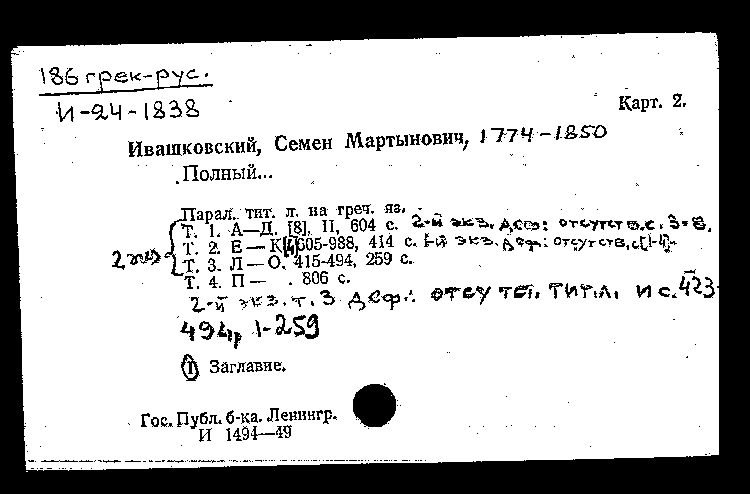 186 грек-рус.
И-24-1838
Карт. 2.
Ивашковский, Семен Мартынович, 1774-1850
Полный...
Парал. тит. л. на греч. яз.
Т. 1. А—Д. [8], II, 604 с. 2-й экз. деф: отсутств. с. 3-8.
Т. 2. Е—К [4] 605-988, 414 с. 1-й экз. деф: отсутств. с [1-4].
2 экз
Т. 3. Л—О. 415-494, 259 с.
Т. 4. П— . 806 с.
2-й экз. т. 3 деф.: отсутст. тит. л. и с. 423-
494, 1-259
Т Заглавие.
Гос. Публ. б-ка. Ленингр.
И 1494—49